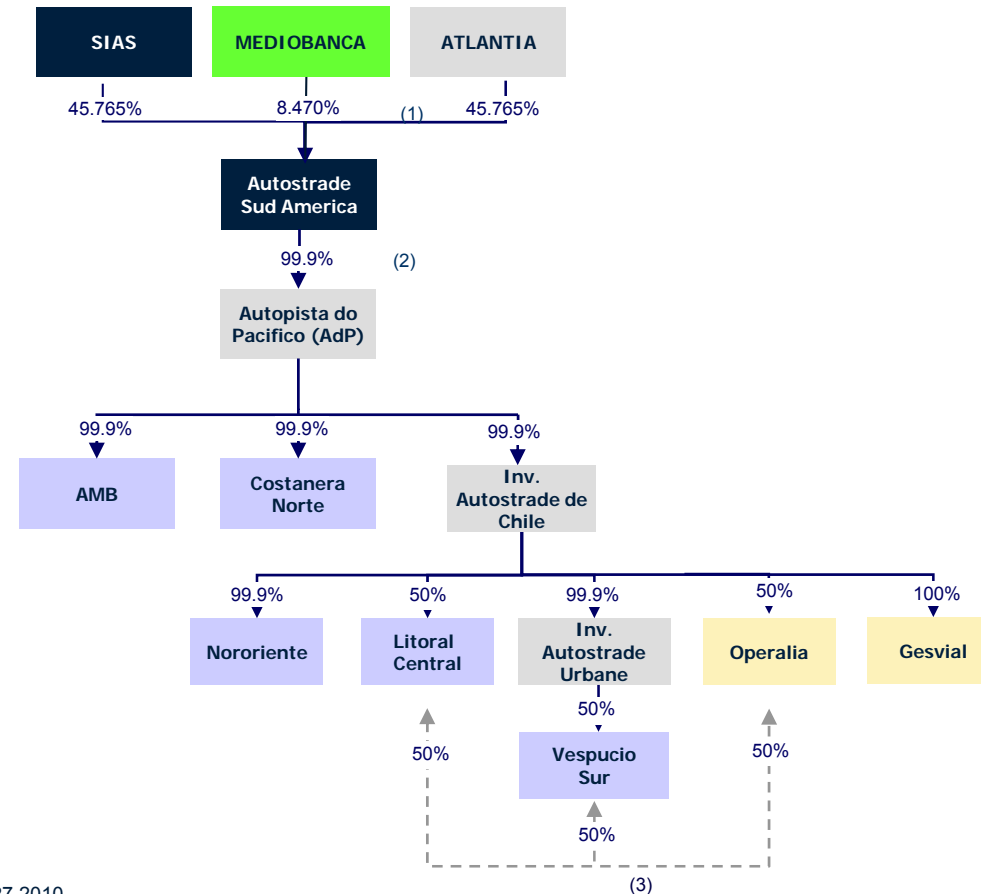 SIAS
MEDIOBANCA
ATLANTIA
45.765%
8.470%
(1)
45.765%
Autostrade
Sud America
99.9%
(2)
Autopista do
Pacifico (AdP)
99.9%
99.9%
99.9%
AMB
Costanera
Norte
Inv.
Autostrade de
Chile
99.9%
50%
99.9%
50%
100%
Nororiente
Litoral
Central
Inv.
Autostrade
Urbane
Operalia
Gesvial
50%
50%
Vespucio
Sur
50%
50%
(3)
27 2010